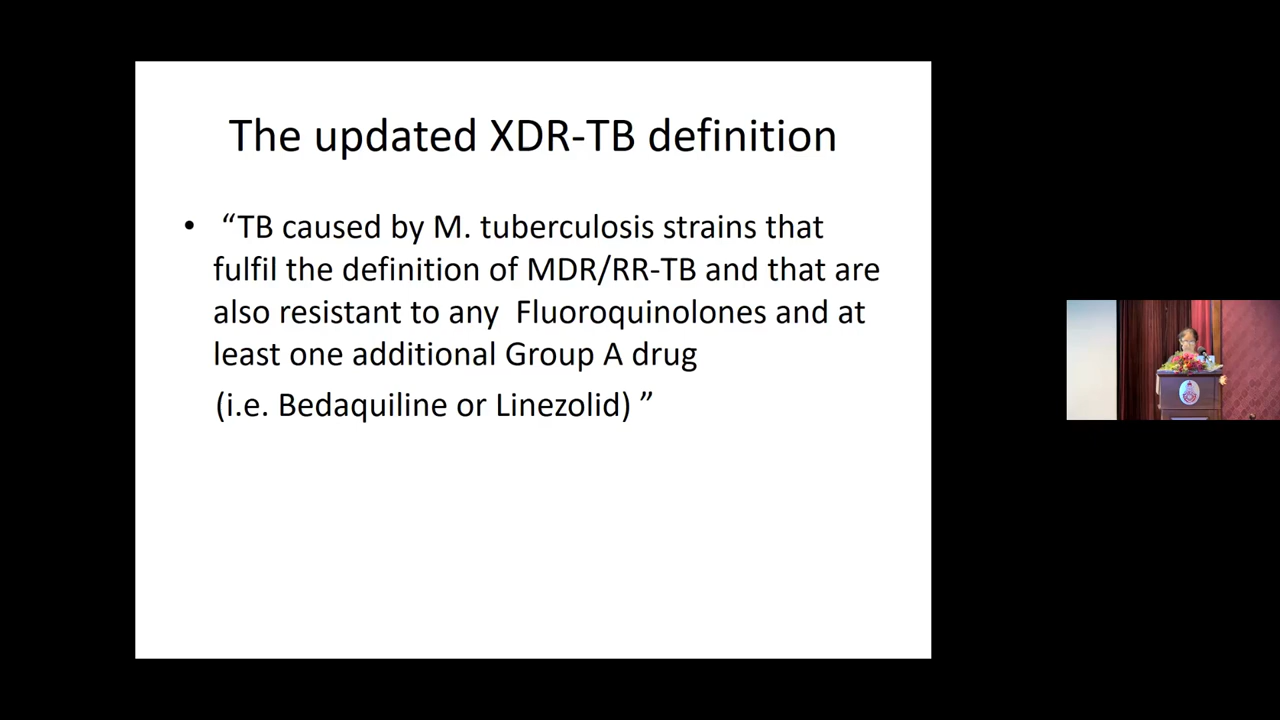 The updated XDR-TB definition
• “TB caused by M. tuberculosis strains that
fulfil the definition of MDR/RR-TB and that are
also resistant to any Fluoroquinolones and at
least one additional Group A drug
(i.e. Bedaquiline or Linezolid) ”